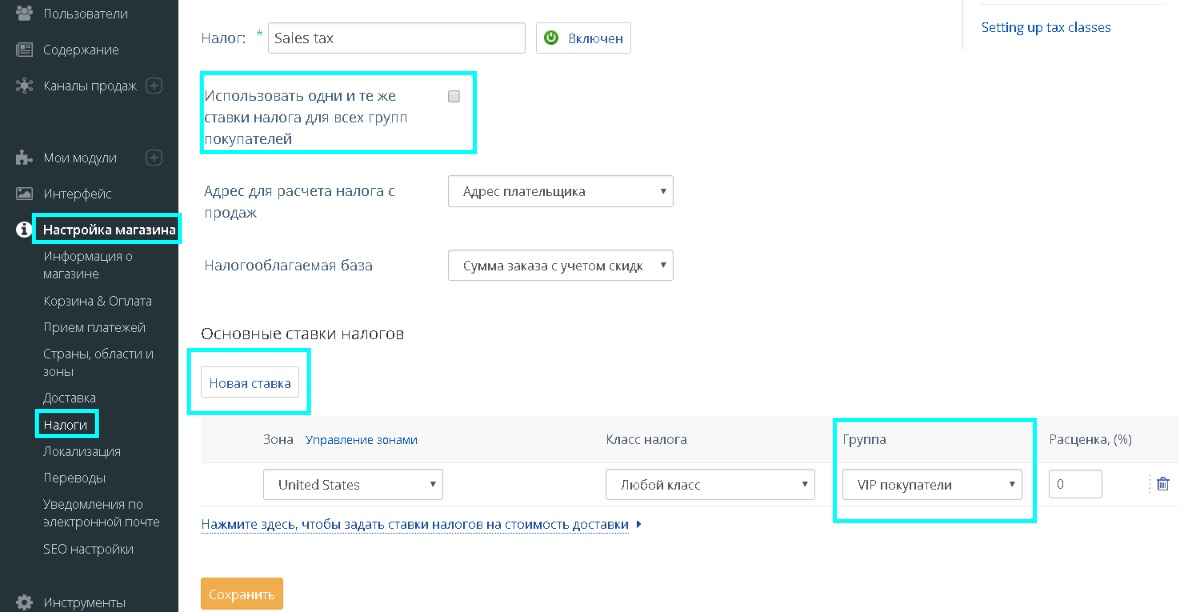 Пользователи
Содержание
Каналы продаж
Мои модули
Интерфейс
Настройка магазина
Информация о
магазине
Корзина & Оплата
Прием платежей
Страны, области и
зоны
Доставка
Налоги
Локализация
Переводы
Уведомления по
электронной почте
SEO настройки
Инструменты
Налог: * Sales tax Включен
Setting up tax classes
Использовать одни и те же
ставки налога для всех групп
покупателей
Адрес для расчета налога с
продаж
Адрес плательщика
Налогооблагаемая база Сумма заказа с учетом скидк
Основные ставки налогов
Новая ставка
Зона Управление зонами Класс налога Группа Расценка, (%)
United States Любой класс VIP покупатели 0
Нажмите здесь, чтобы задать ставки налогов на стоимость доставки
Сохранить